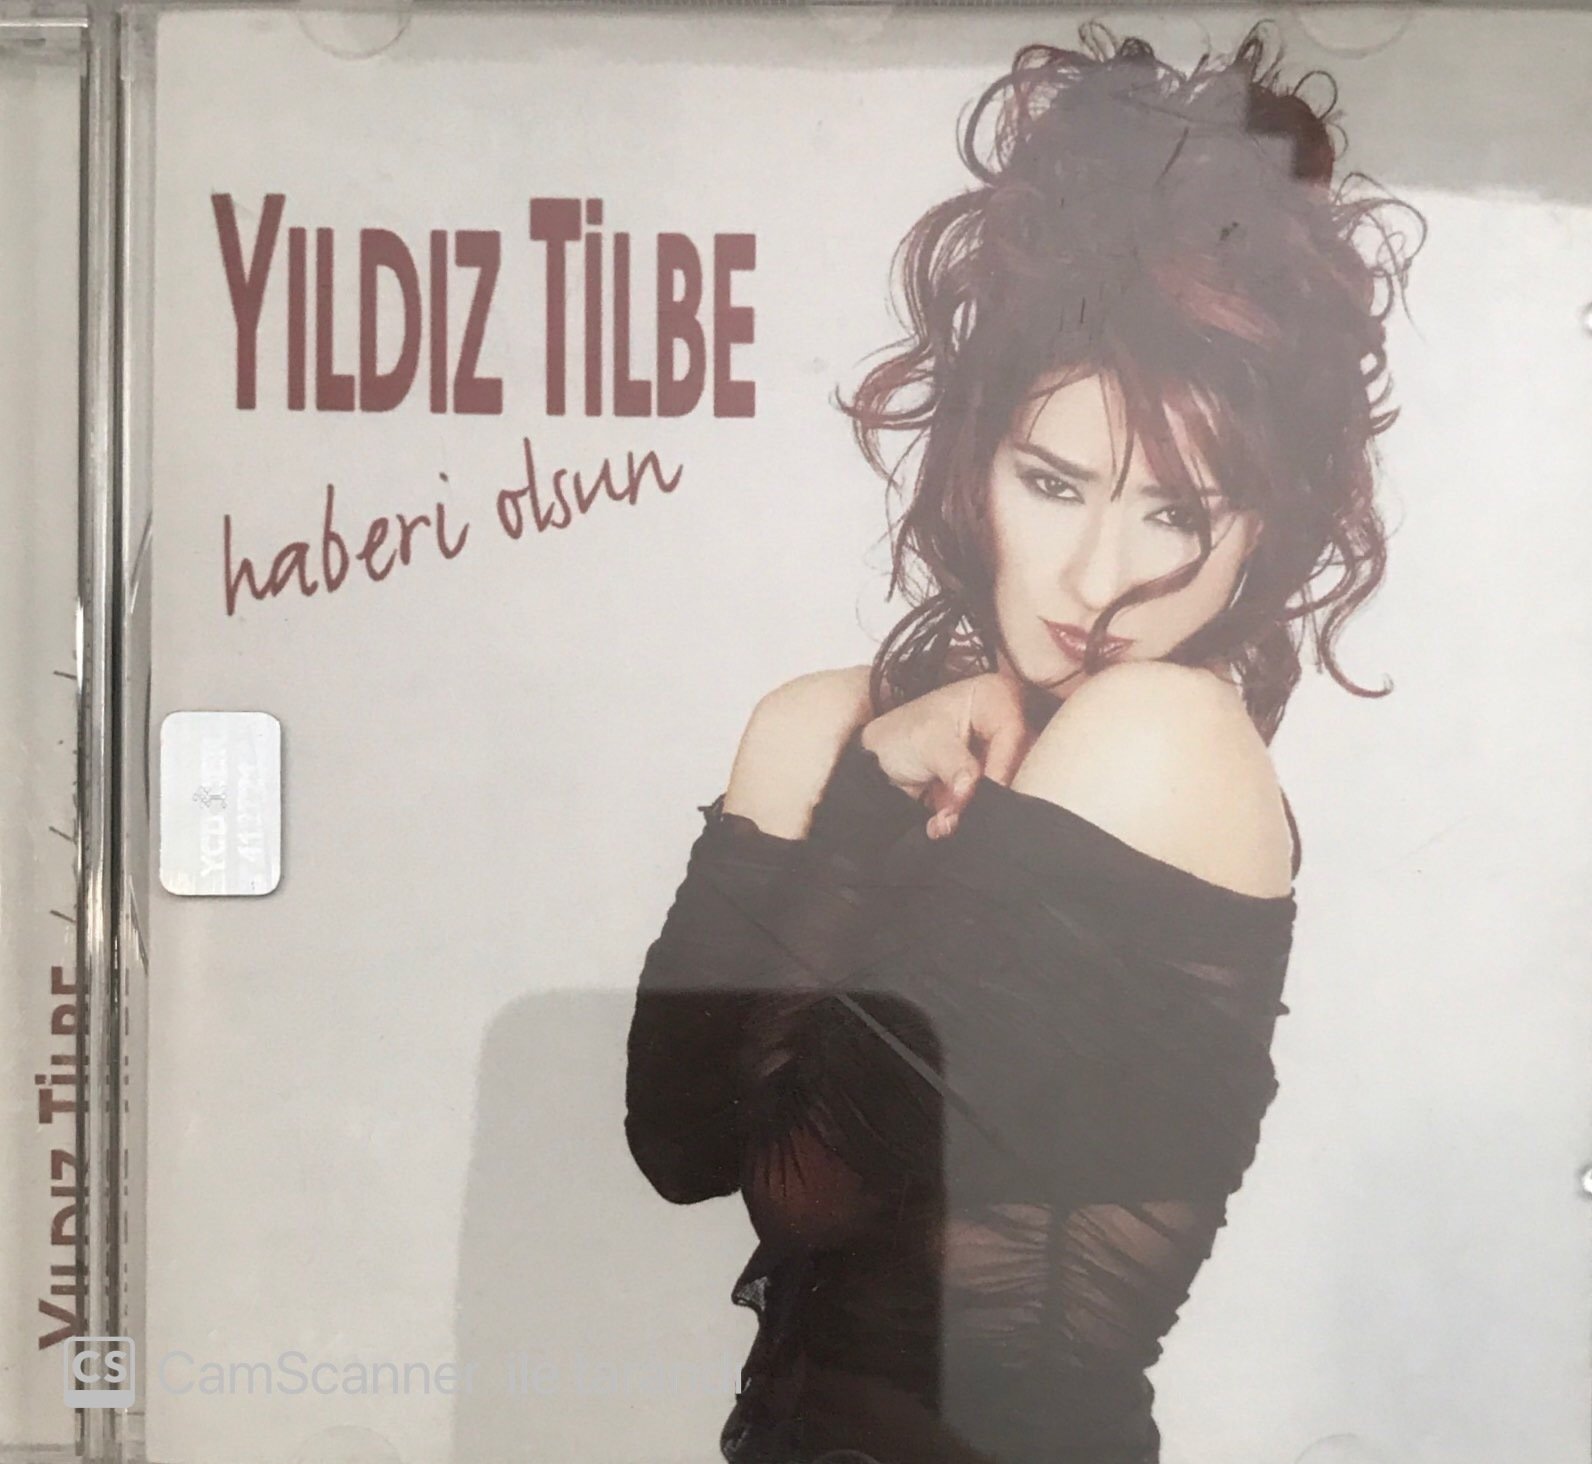 YILDIZ TİLBE
haberi olsun
YILDIZ TİLBE
CS CamScanner ile tarandı